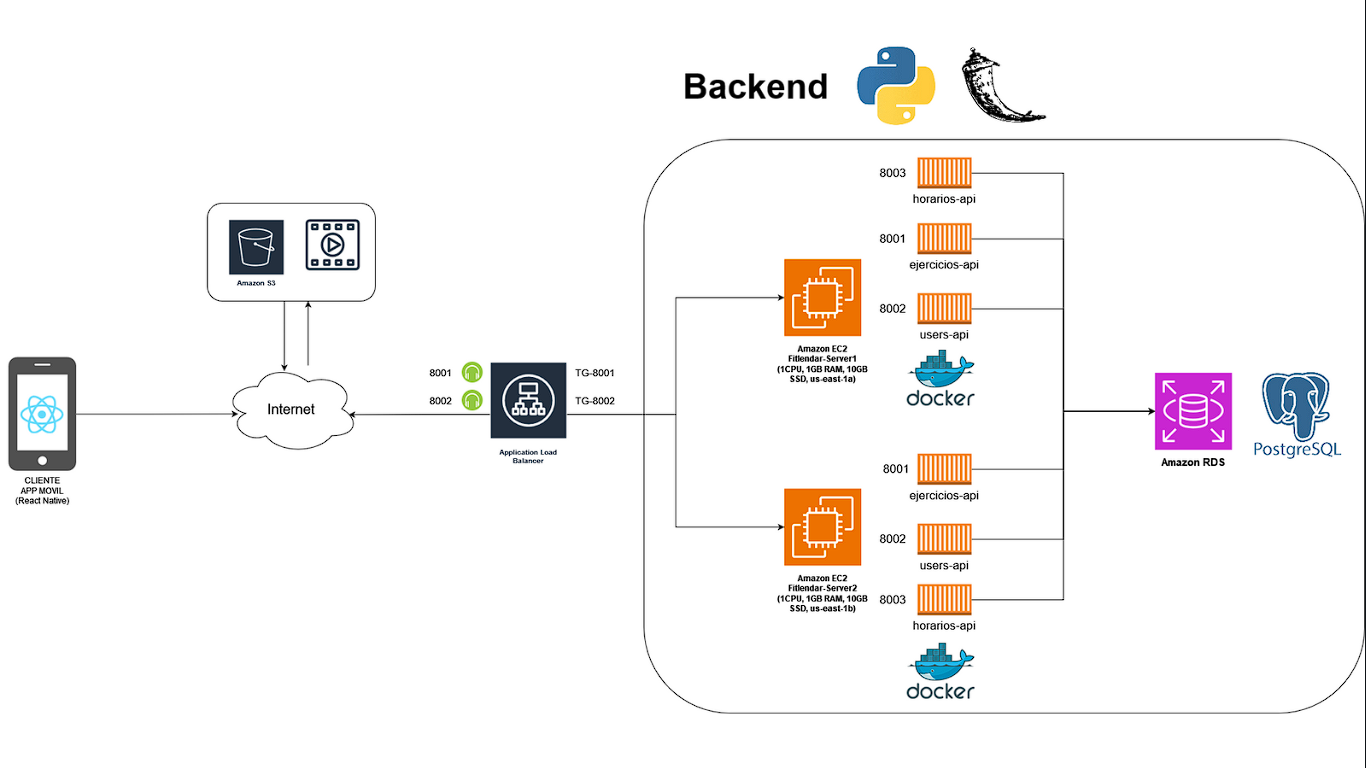 Backend
8003
horarios-api
8001
ejercicios-api
8002
users-api
Amazon EC2
Fitlendar-Server1
(1CPU, 1GB RAM, 10GB
SSD, us-east-1a)
docker
Amazon S3
Internet
CLIENTE
APP MOVIL
(React Native)
8001
8002
TG-8001
TG-8002
Application Load
Balancer
8001
ejercicios-api
8002
users-api
8003
horarios-api
Amazon EC2
Fitlendar-Server2
(1CPU, 1GB RAM, 10GB
SSD, us-east-1b)
docker
Amazon RDS
PostgreSQL